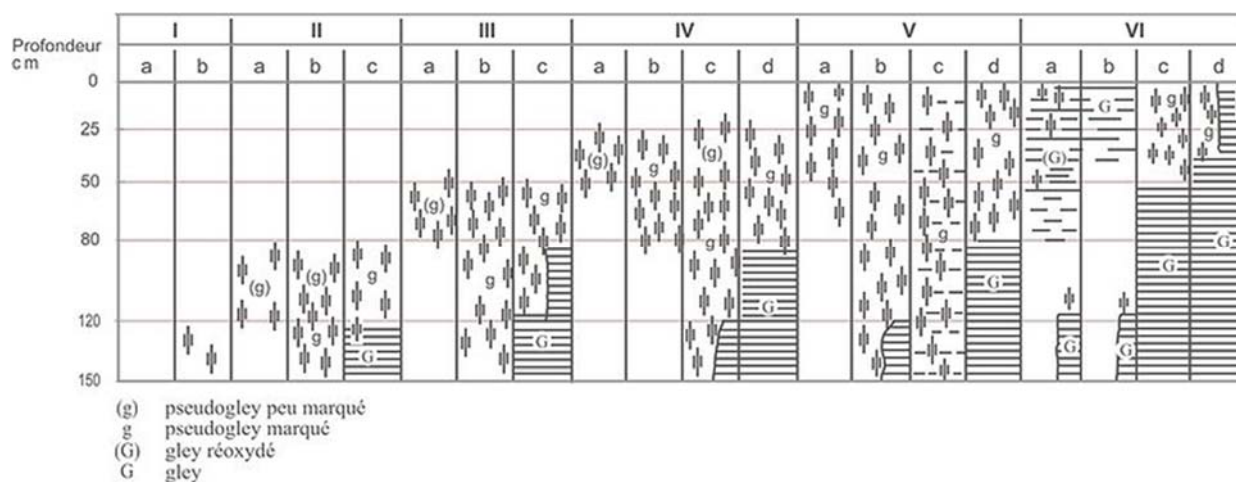 I II III IV V VI
Profondeur
cm
a b a b c a b c a b c d a b c d a b c d
0
g g g G g
25
(g) g (g) g g g (G) g
50
(g) g g g
80
(g) (g) g g g G G
g G G
120
g G G G G
150
(g) pseudogley peu marqué
g pseudogley marqué
(G) gley réoxydé
G gley